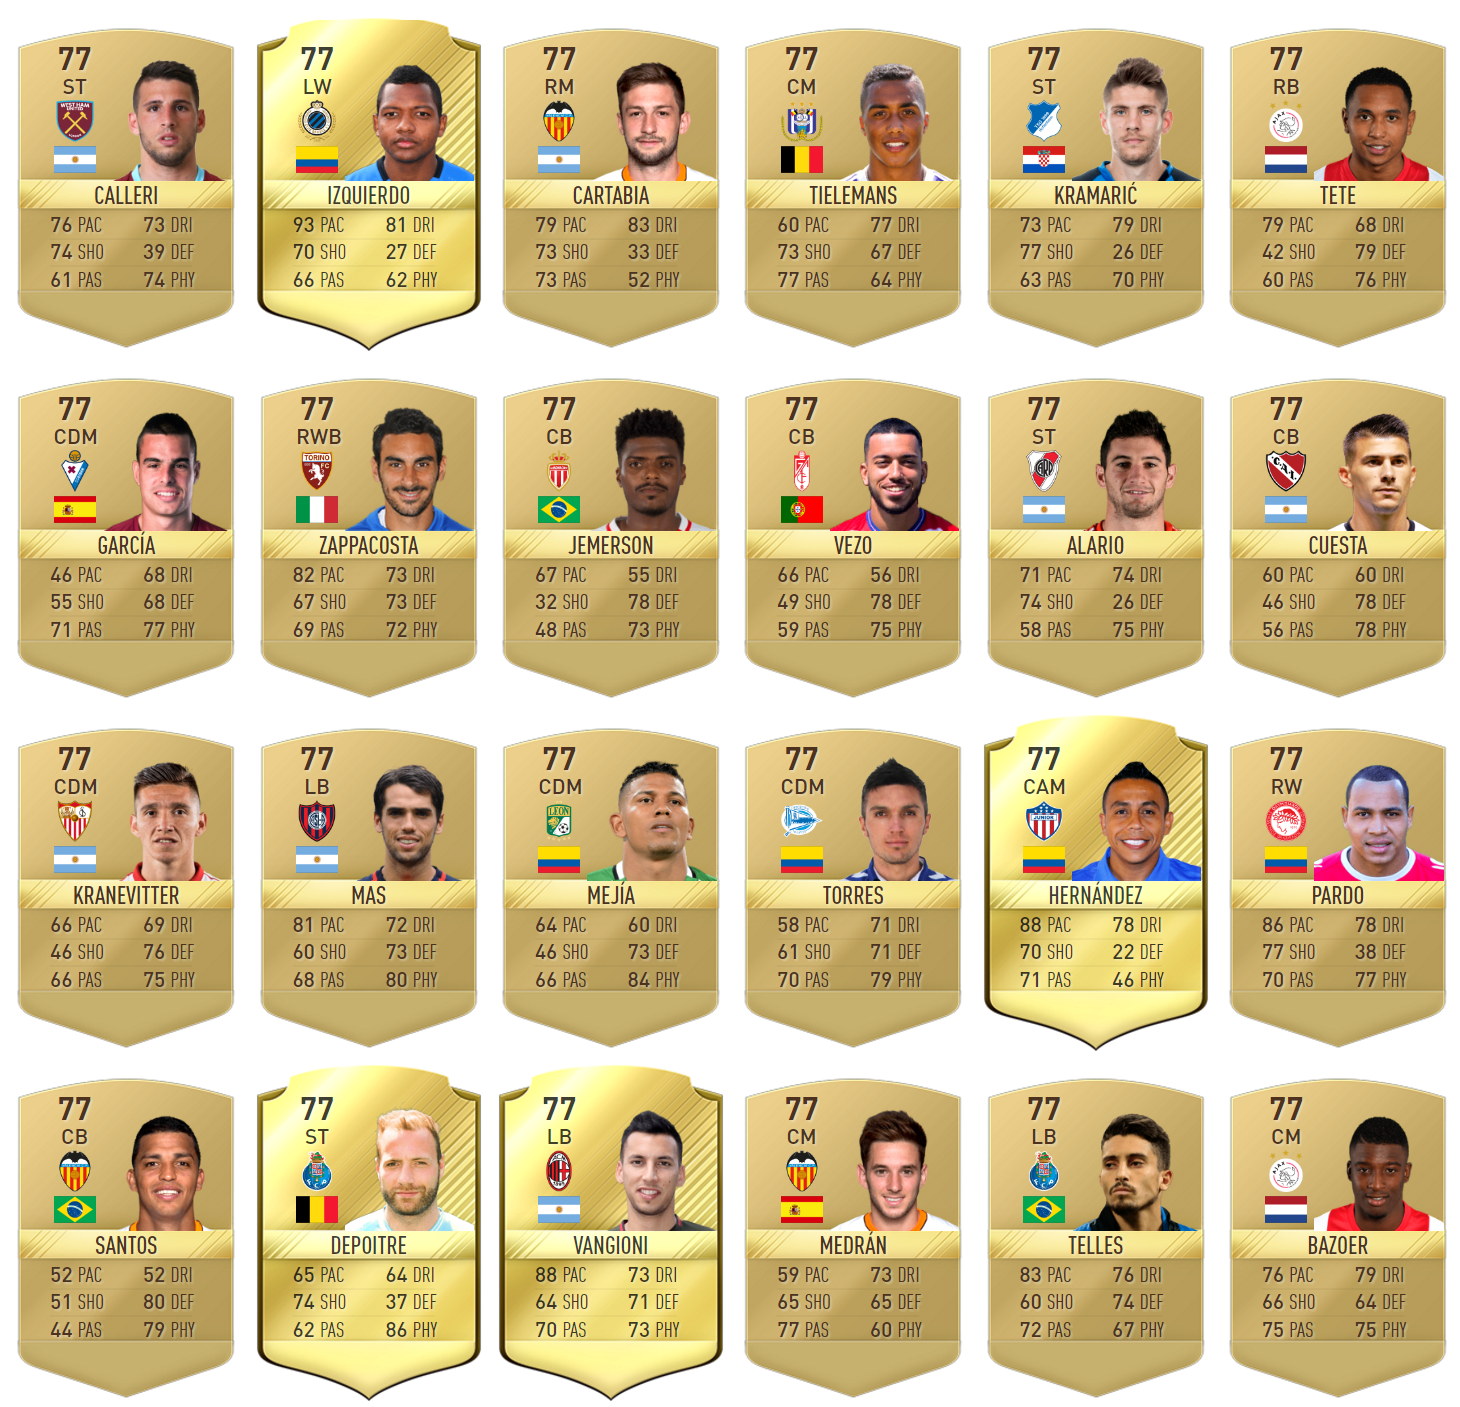 77
ST
WEST HAM
UNITED
LONDON
CALLERI
76 PAC 73 DRI
74 SHO 39 DEF
61 PAS 74 PHY
77
LW
IZQUIERDO
93 PAC 81 DRI
70 SHO 27 DEF
66 PAS 62 PHY
77
RM
CARTABIA
79 PAC 83 DRI
73 SHO 33 DEF
73 PAS 52 PHY
77
CM
TIELEMANS
60 PAC 77 DRI
73 SHO 67 DEF
77 PAS 64 PHY
77
ST
KRAMARIĆ
73 PAC 79 DRI
77 SHO 26 DEF
63 PAS 70 PHY
77
RB
AJAX
TETE
79 PAC 68 DRI
42 SHO 79 DEF
60 PAS 76 PHY
77
CDM
GARCÍA
46 PAC 68 DRI
55 SHO 68 DEF
71 PAS 77 PHY
77
RWB
TORINO
FC
ZAPPACOSTA
82 PAC 73 DRI
67 SHO 73 DEF
69 PAS 72 PHY
77
CB
JEMERSON
67 PAC 55 DRI
32 SHO 78 DEF
48 PAS 73 PHY
77
CB
VEZO
66 PAC 56 DRI
49 SHO 78 DEF
59 PAS 75 PHY
77
ST
CARP
ALARIO
71 PAC 74 DRI
74 SHO 26 DEF
58 PAS 75 PHY
77
CB
C.A.I.
CUESTA
60 PAC 60 DRI
46 SHO 78 DEF
56 PAS 78 PHY
77
CDM
KRANEVITTER
66 PAC 69 DRI
46 SHO 76 DEF
66 PAS 75 PHY
77
LB
MAS
81 PAC 72 DRI
60 SHO 73 DEF
68 PAS 80 PHY
77
CDM
LEON
MEJÍA
64 PAC 60 DRI
46 SHO 73 DEF
66 PAS 84 PHY
77
CDM
TORRES
58 PAC 71 DRI
61 SHO 71 DEF
70 PAS 79 PHY
77
CAM
JUNIOR
HERNÁNDEZ
88 PAC 78 DRI
70 SHO 22 DEF
71 PAS 46 PHY
77
RW
PARDO
86 PAC 78 DRI
77 SHO 38 DEF
70 PAS 77 PHY
77
CB
SANTOS
52 PAC 52 DRI
51 SHO 80 DEF
44 PAS 79 PHY
77
ST
DEPOITRE
65 PAC 64 DRI
74 SHO 37 DEF
62 PAS 86 PHY
77
LB
VANGIONI
88 PAC 73 DRI
64 SHO 71 DEF
70 PAS 73 PHY
77
CM
MEDRÁN
59 PAC 73 DRI
65 SHO 65 DEF
77 PAS 60 PHY
77
LB
TELLES
83 PAC 76 DRI
60 SHO 74 DEF
72 PAS 67 PHY
77
CM
AJAX
BAZOER
76 PAC 79 DRI
66 SHO 64 DEF
75 PAS 75 PHY